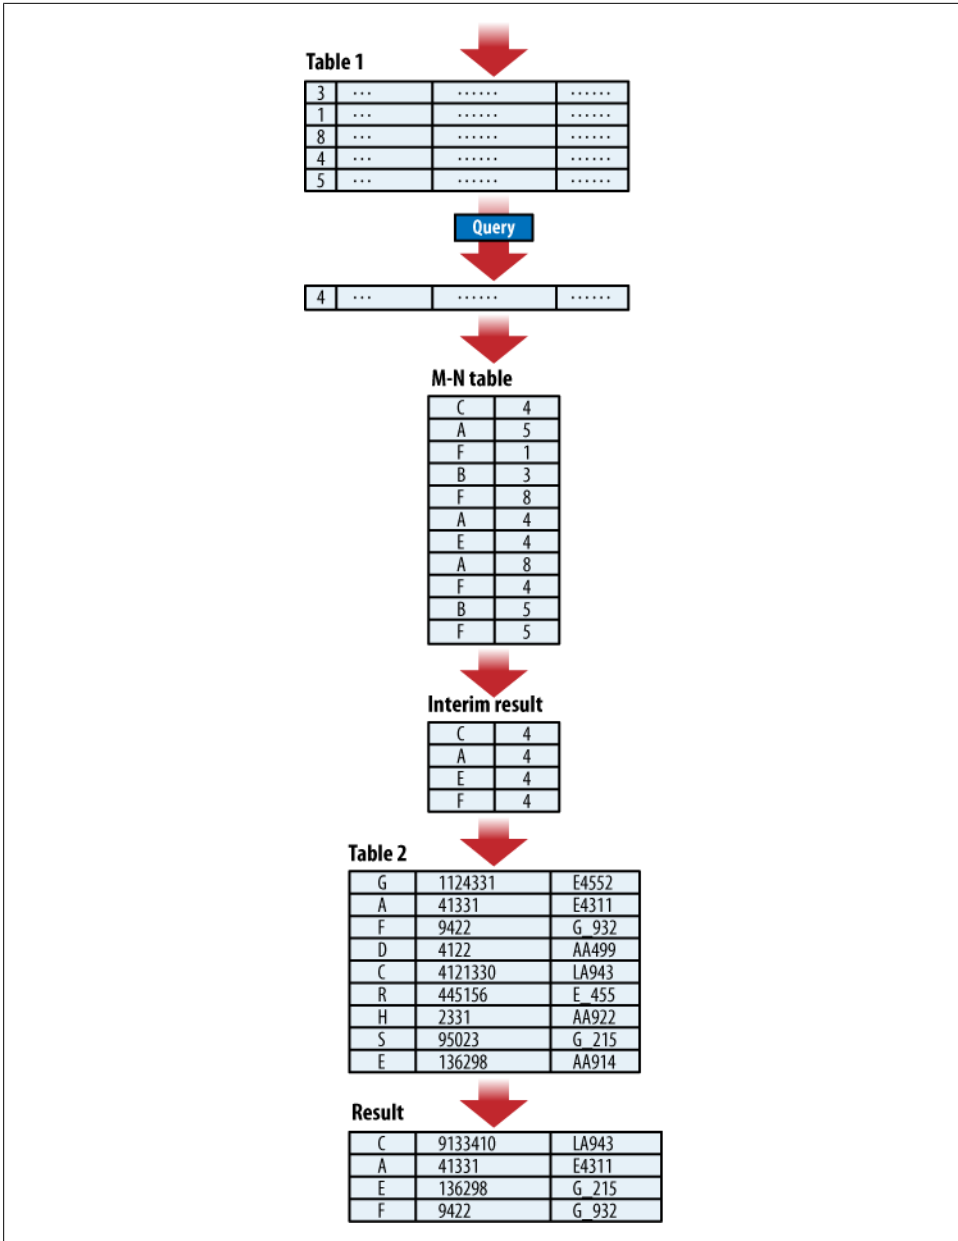 Table 1
3 ... ...... ......
1 ... ...... ......
8 ... ...... ......
4 ... ...... ......
5 ... ...... ......
Query
4 ... ...... ......
M-N table
C 4
A 5
F 1
B 3
F 8
A 4
E 4
A 8
F 4
B 5
F 5
Interim result
C 4
A 4
E 4
F 4
Table 2
G 1124331 E4552
A 41331 E4311
F 9422 G_932
D 4122 AA499
C 4121330 LA943
R 445156 E_455
H 2331 AA922
S 95023 G_215
E 136298 AA914
Result
C 9133410 LA943
A 41331 E4311
E 136298 G_215
F 9422 G_932